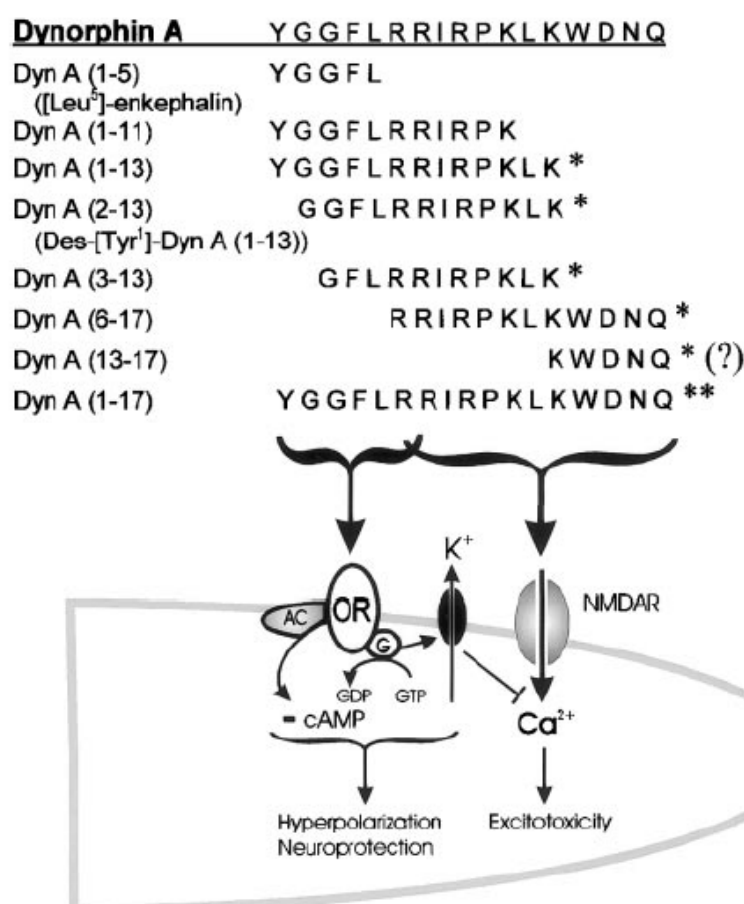 Dynorphin A YGGFLRRIRPKLKWDNQ
Dyn A (1-5) YGGFL
([Leu⁵]-enkephalin)
Dyn A (1-11) YGGFLRRIRPK
Dyn A (1-13) YGGFLRRIRPKLK *
Dyn A (2-13) GGFLRRIRPKLK *
(Des-[Tyr¹]-Dyn A (1-13))
Dyn A (3-13) GFLRRIRPKLK *
Dyn A (6-17) RRIRPKLKWDNQ *
Dyn A (13-17) KWDNQ * (?)
Dyn A (1-17) YGGFLRRIRPKLKWDNQ **
K⁺
NMDAR
AC OR
G
GDP GTP
- cAMP
Ca²⁺
Hyperpolarization
Neuroprotection
Excitotoxicity